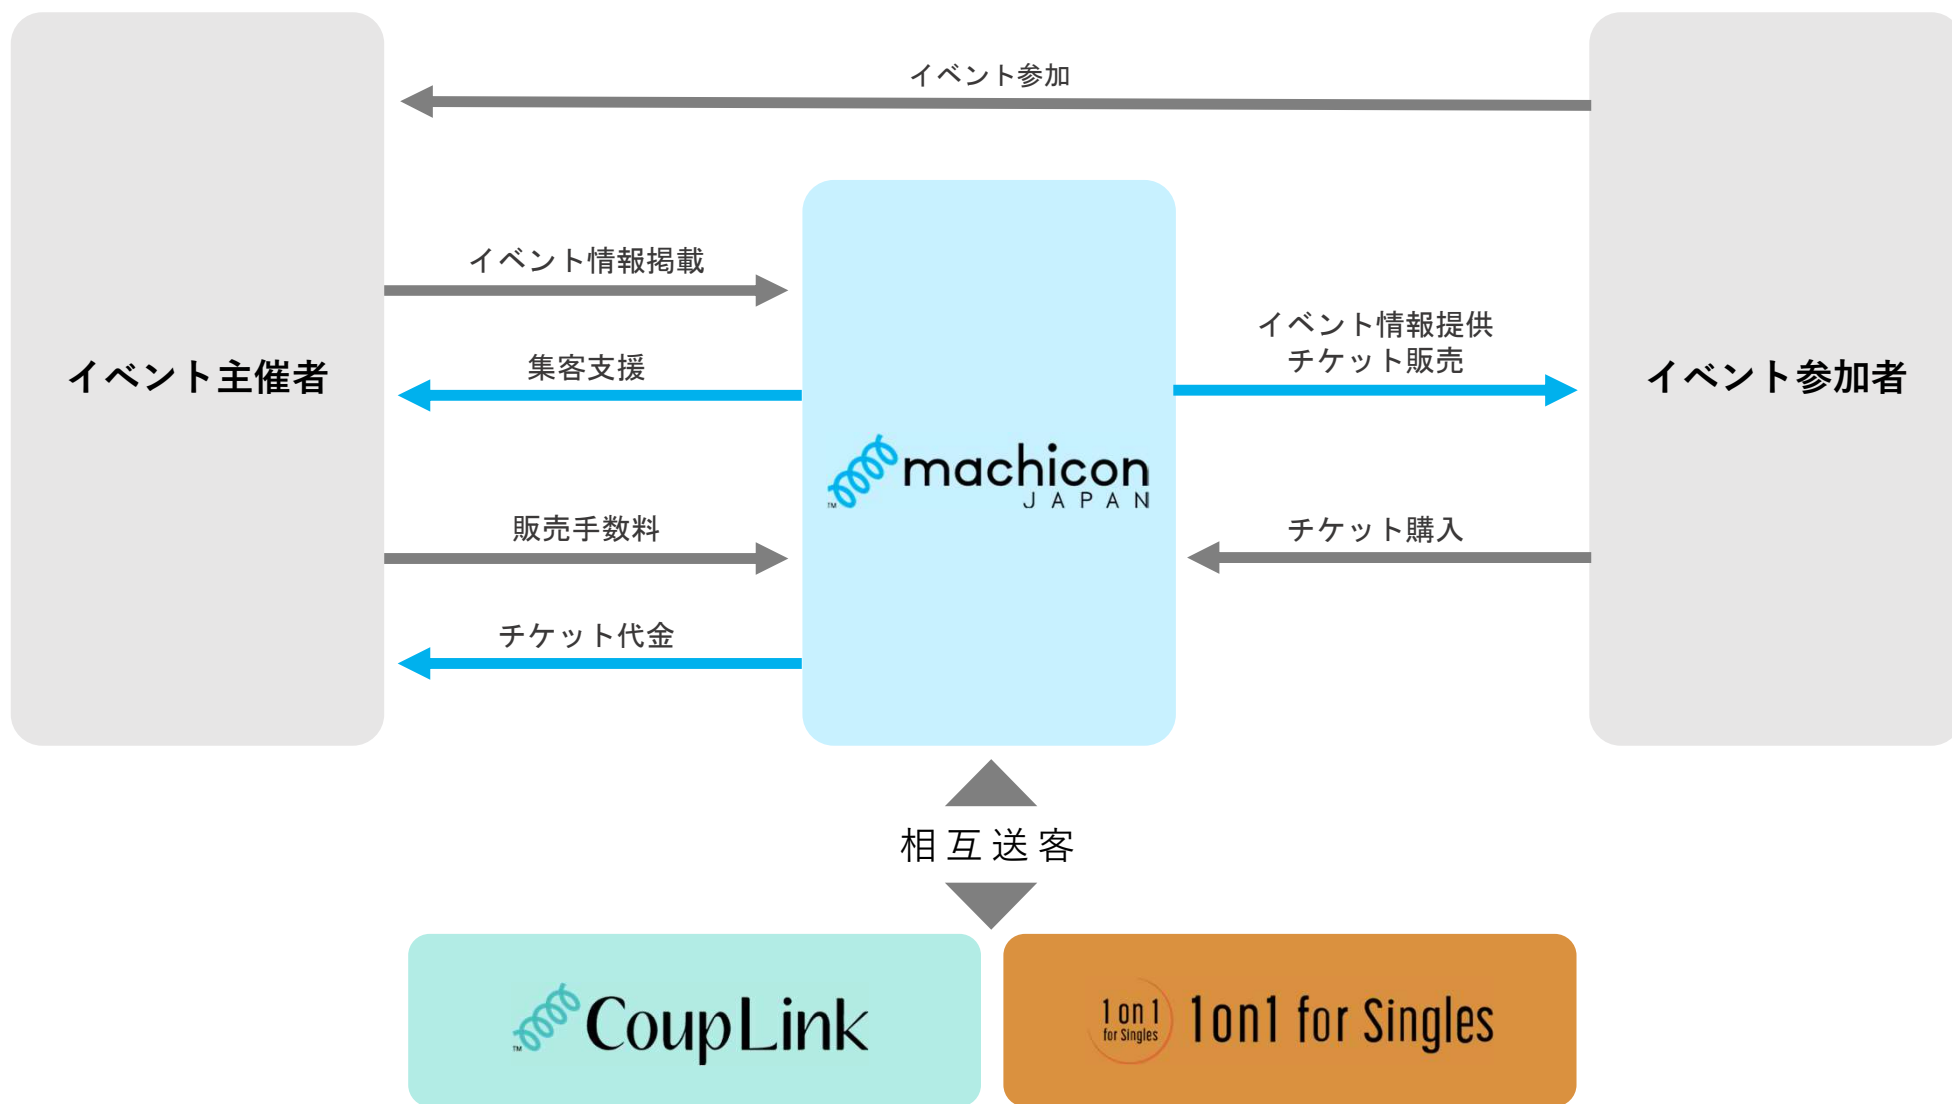 イベント参加
イベント情報掲載
イベント情報提供
チケット販売
イベント主催者
集客支援
イベント参加者
machicon
JAPAN
TM
販売手数料
チケット購入
チケット代金
相互送客
CoupLink
TM
1on1
for Singles
1on1 for Singles